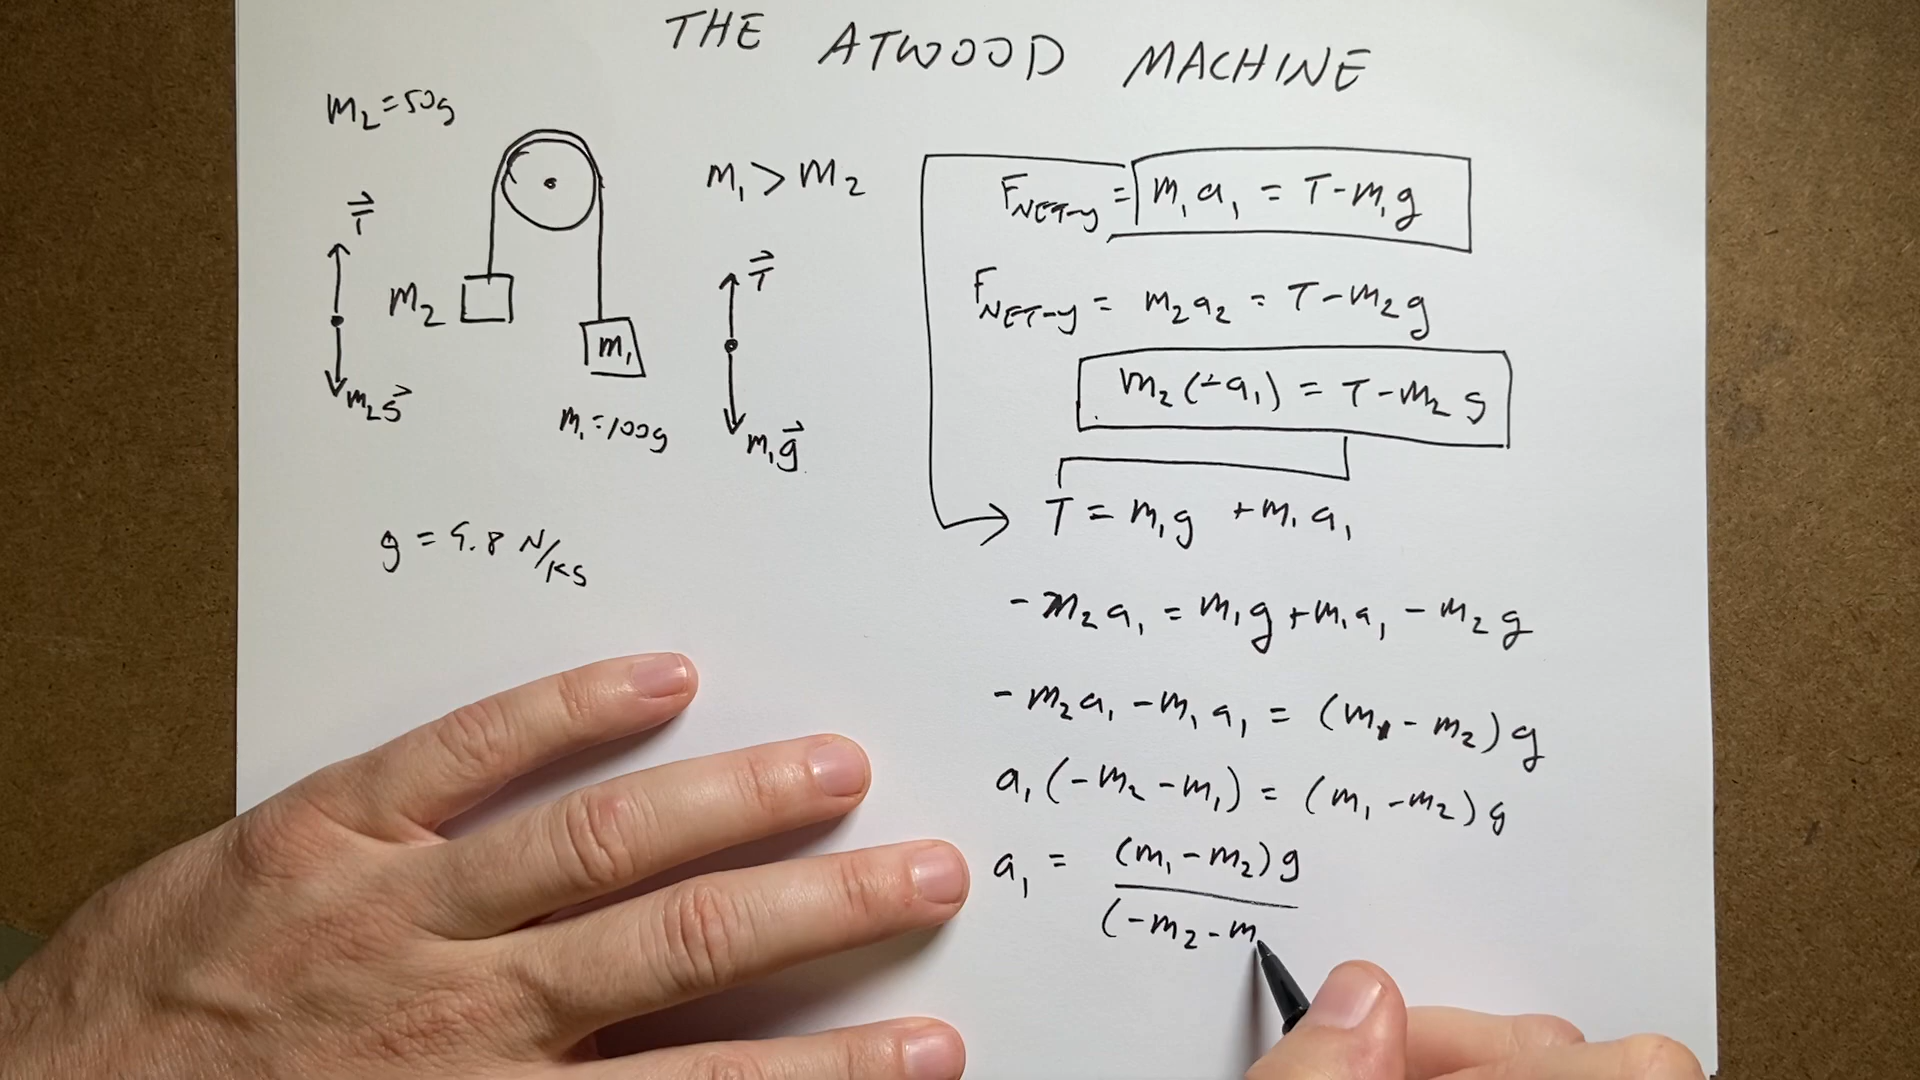 THE ATWOOD MACHINE
m₂ = 50g
T⃗
m₂
m₂g⃗
m₁
m₁ = 100g
m₁ > m₂
T⃗
m₁g⃗
g = 9.8 N/kg
F_NET-y = m₁a₁ = T - m₁g
F_NET-y = m₂a₂ = T - m₂g
m₂(-a₁) = T - m₂g
T = m₁g + m₁a₁
-m₂a₁ = m₁g + m₁a₁ - m₂g
-m₂a₁ - m₁a₁ = (m₁ - m₂)g
a₁(-m₂ - m₁) = (m₁ - m₂)g
a₁ = (m₁ - m₂)g
(-m₂ - m